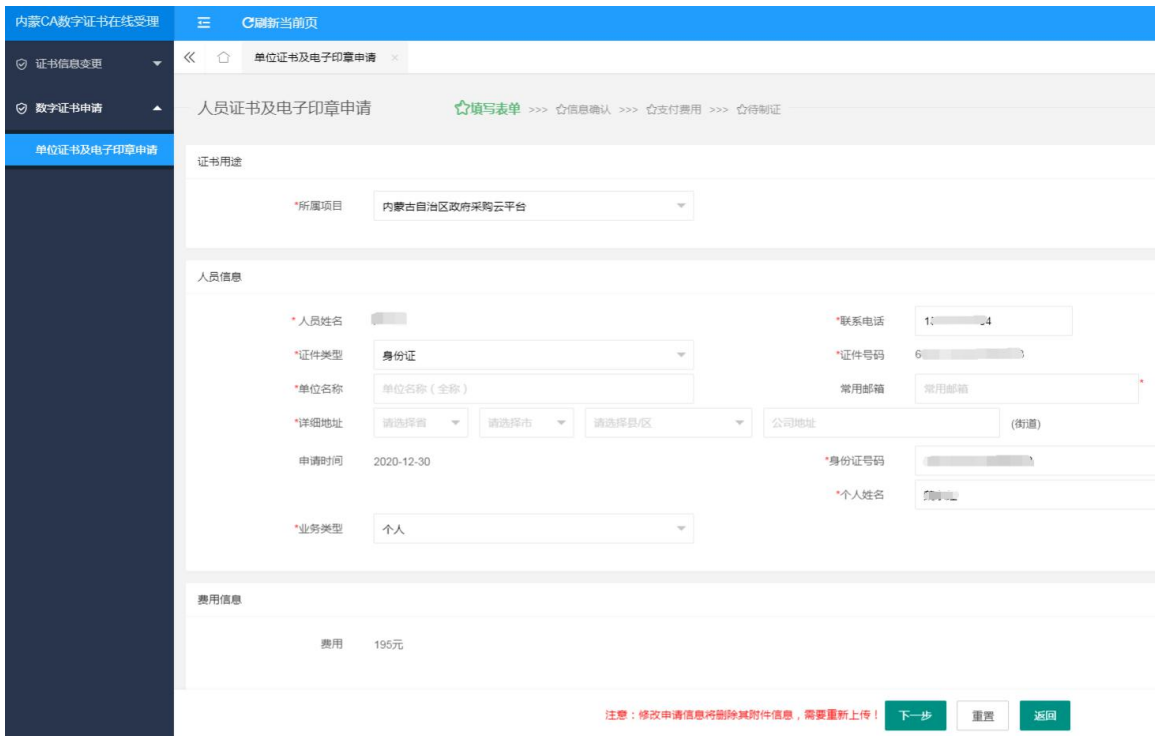 内蒙CA数字证书在线受理
刷新当前页
证书信息变更
单位证书及电子印章申请 ×
数字证书申请
人员证书及电子印章申请
填写表单 >>> 信息确认 >>> 支付费用 >>> 待制证
单位证书及电子印章申请
证书用途
*所属项目 内蒙古自治区政府采购云平台
人员信息
*人员姓名
*联系电话 1 4
*证件类型 身份证
*证件号码 6
*单位名称 单位名称（全称）
常用邮箱 常用邮箱 *
*详细地址 请选择省 请选择市 请选择县/区 公司地址 (街道)
申请时间 2020-12-30
*身份证号码
*个人姓名
*业务类型 个人
费用信息
费用 195元
注意：修改申请信息将删除其附件信息，需要重新上传！ 下一步 重置 返回